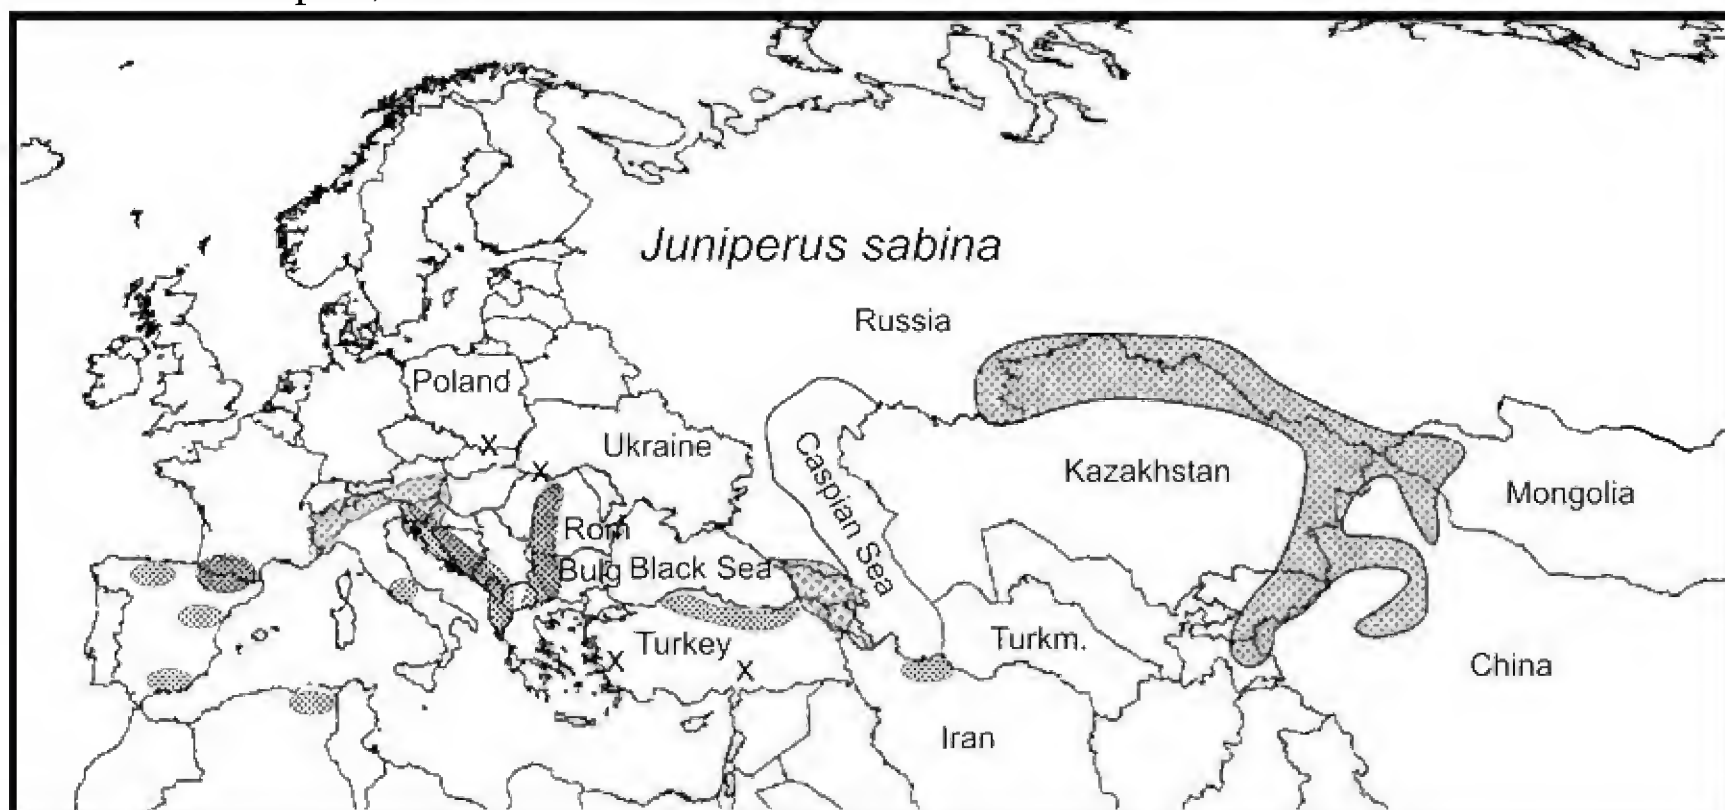 Juniperus sabina
Russia
Poland
Ukraine
X
X
Caspian Sea
Kazakhstan
Mongolia
Rom
Bulg
Black Sea
Turkey
X
X
Turkm.
China
Iran